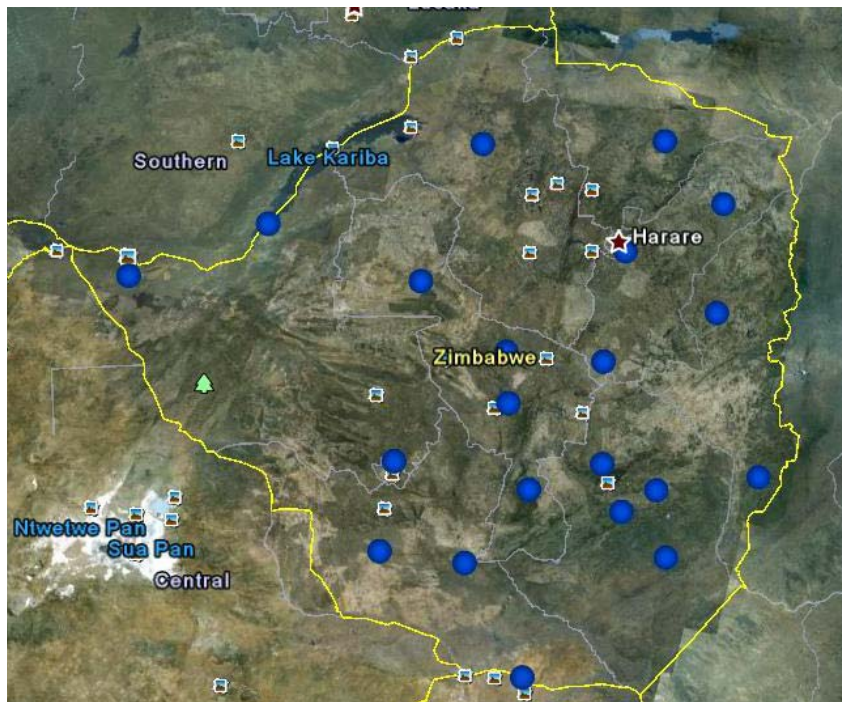 Southern
Lake Kariba
Harare
Zimbabwe
Ntwetwe Pan
Sua Pan
Central